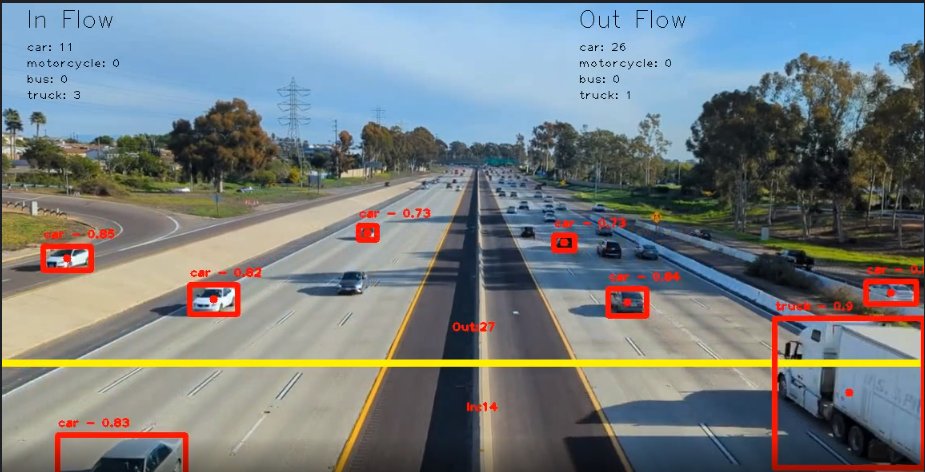 In Flow
car: 11
motorcycle: 0
bus: 0
truck: 3
Out Flow
car: 26
motorcycle: 0
bus: 0
truck: 1
car - 0.73
car - 0.73
car - 0.85
car - 0.82
car - 0.84
car - 0.
truck - 0.9
Out:27
In:14
car - 0.83